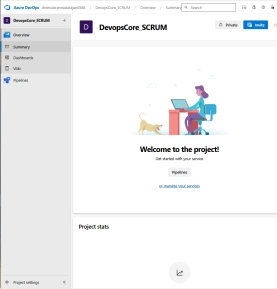 Azure DevOps
/ DevopsCore_SCRUM / Overview / Summary
Search
D DevopsCore_SCRUM +
D DevopsCore_SCRUM
Private
Invite
Overview
Summary
Dashboards
Wiki
Pipelines
Welcome to the project!
Get started with your service
Pipelines
or manage your services
Project stats
Project settings